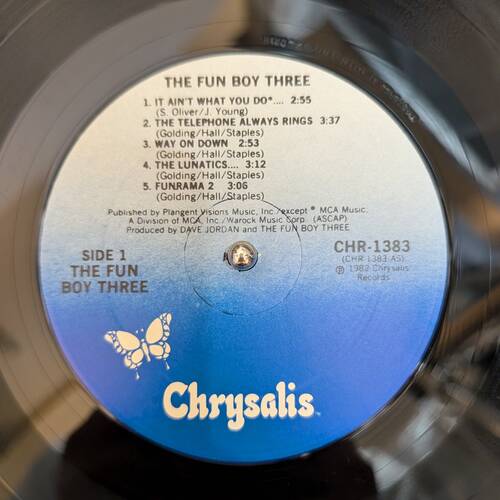 THE FUN BOY THREE
1. IT AIN'T WHAT YOU DO*.... 2:55
(S. Oliver/J. Young)
2. THE TELEPHONE ALWAYS RINGS 3:37
(Golding/Hall/Staples)
3. WAY ON DOWN 2:53
(Golding/Hall/Staples)
4. THE LUNATICS.... 3:12
(Golding/Hall/Staples)
5. FUNRAMA 2 3:06
(Golding/Hall/Staples)
Published by Plangent Visions Music, Inc. except * MCA Music.
A Division of MCA, Inc./Warock Music Corp. (ASCAP)
Produced by DAVE JORDAN and THE FUN BOY THREE
SIDE 1
THE FUN
BOY THREE
CHR-1383
(CHR 1383 AS)
℗ 1982 Chrysalis
Records
Chrysalis